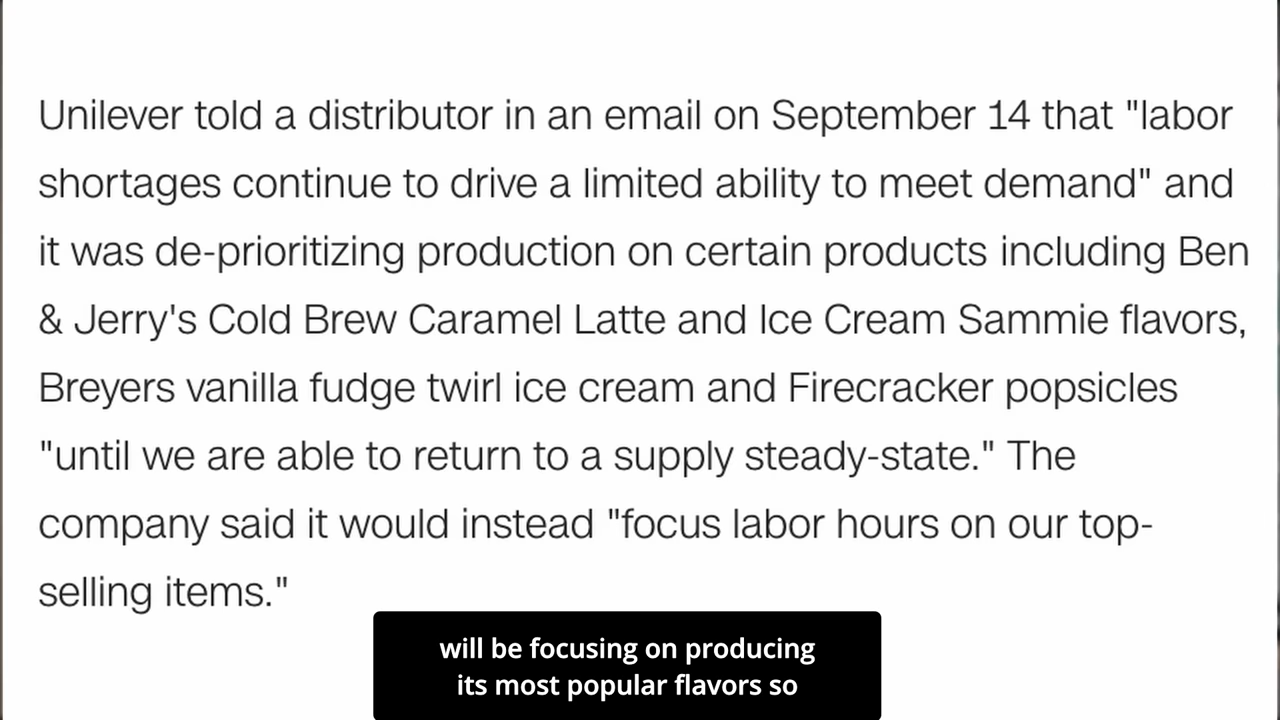 Unilever told a distributor in an email on September 14 that "labor
shortages continue to drive a limited ability to meet demand" and
it was de-prioritizing production on certain products including Ben
& Jerry's Cold Brew Caramel Latte and Ice Cream Sammie flavors,
Breyers vanilla fudge twirl ice cream and Firecracker popsicles
"until we are able to return to a supply steady-state." The
company said it would instead "focus labor hours on our top-
selling items."
will be focusing on producing
its most popular flavors so